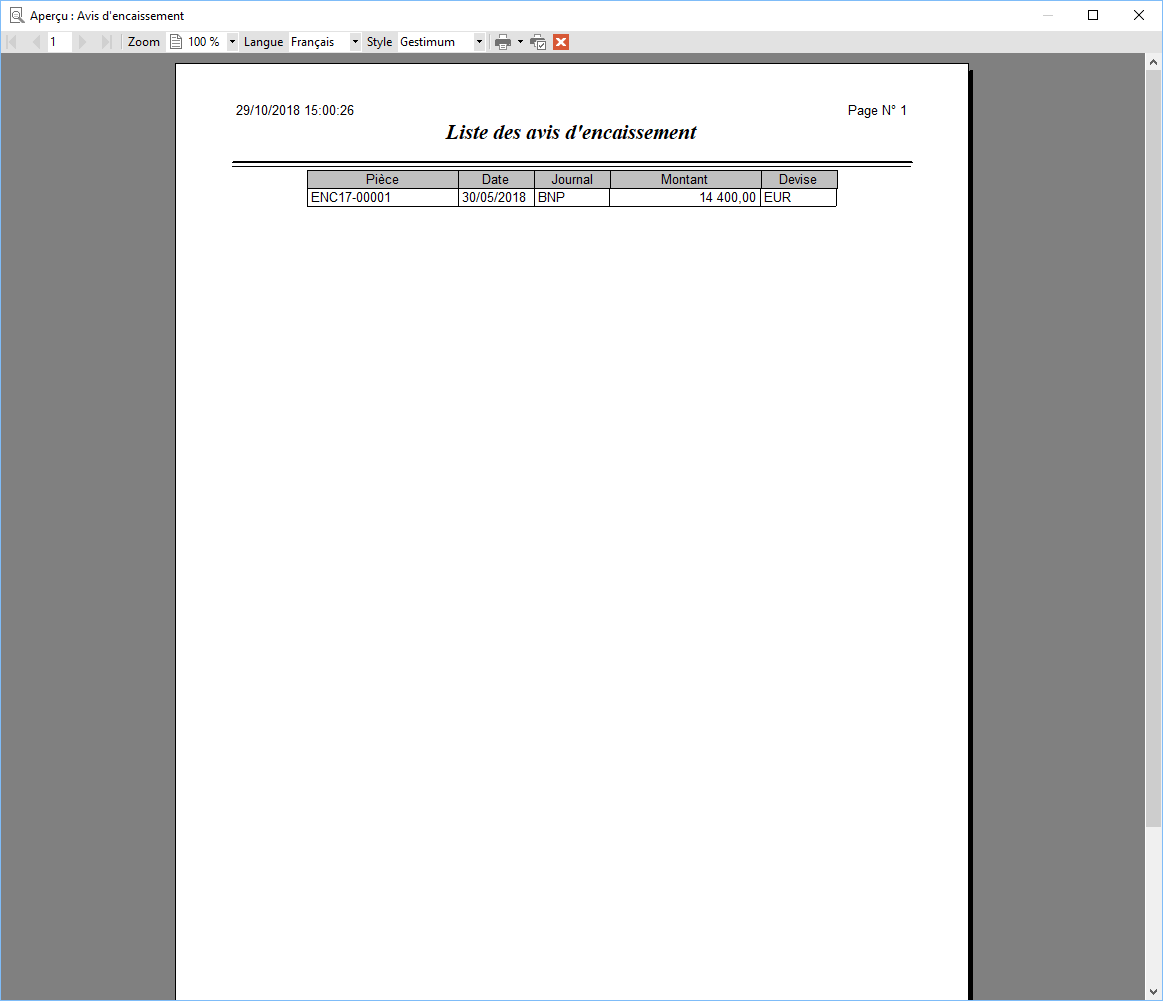 Aperçu : Avis d'encaissement
1 Zoom 100 % Langue Français Style Gestimum
29/10/2018 15:00:26 Page N° 1
Liste des avis d'encaissement
Pièce Date Journal Montant Devise
ENC17-00001 30/05/2018 BNP 14 400,00 EUR